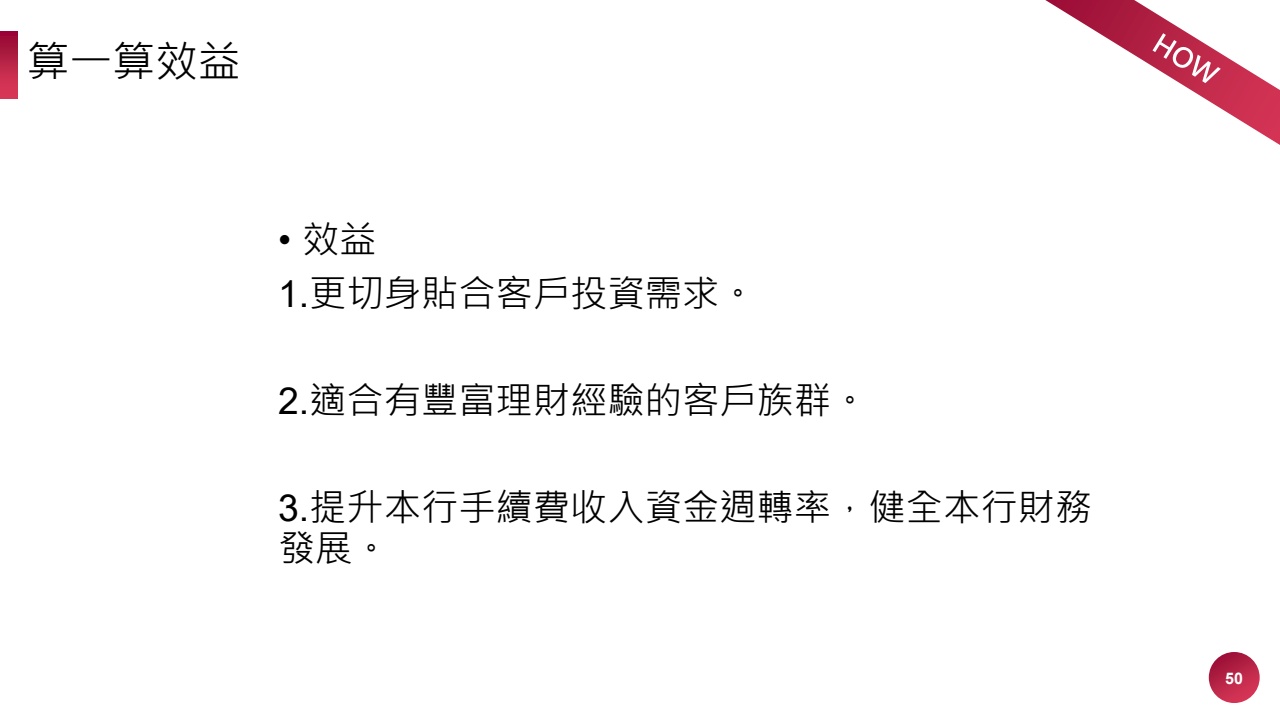 算一算效益
HOW
• 效益
1.更切身貼合客戶投資需求。
2.適合有豐富理財經驗的客戶族群。
3.提升本行手續費收入資金週轉率，健全本行財務
發展。
50